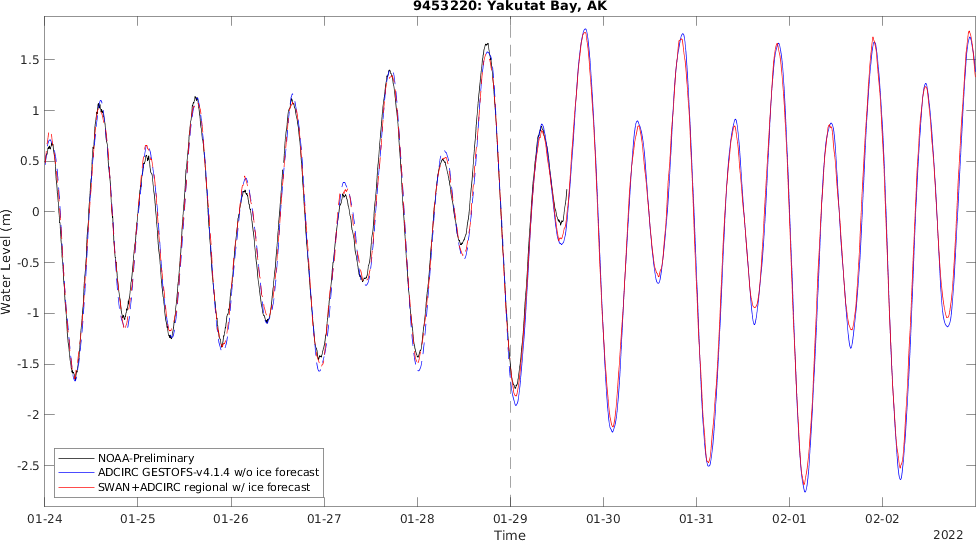 9453220: Yakutat Bay, AK
Water Level (m)
1.5
1
0.5
0
-0.5
-1
-1.5
-2
-2.5
NOAA-Preliminary
ADCIRC GESTOFS-v4.1.4 w/o ice forecast
SWAN+ADCIRC regional w/ ice forecast
01-24 01-25 01-26 01-27 01-28 01-29 01-30 01-31 02-01 02-02
Time
2022